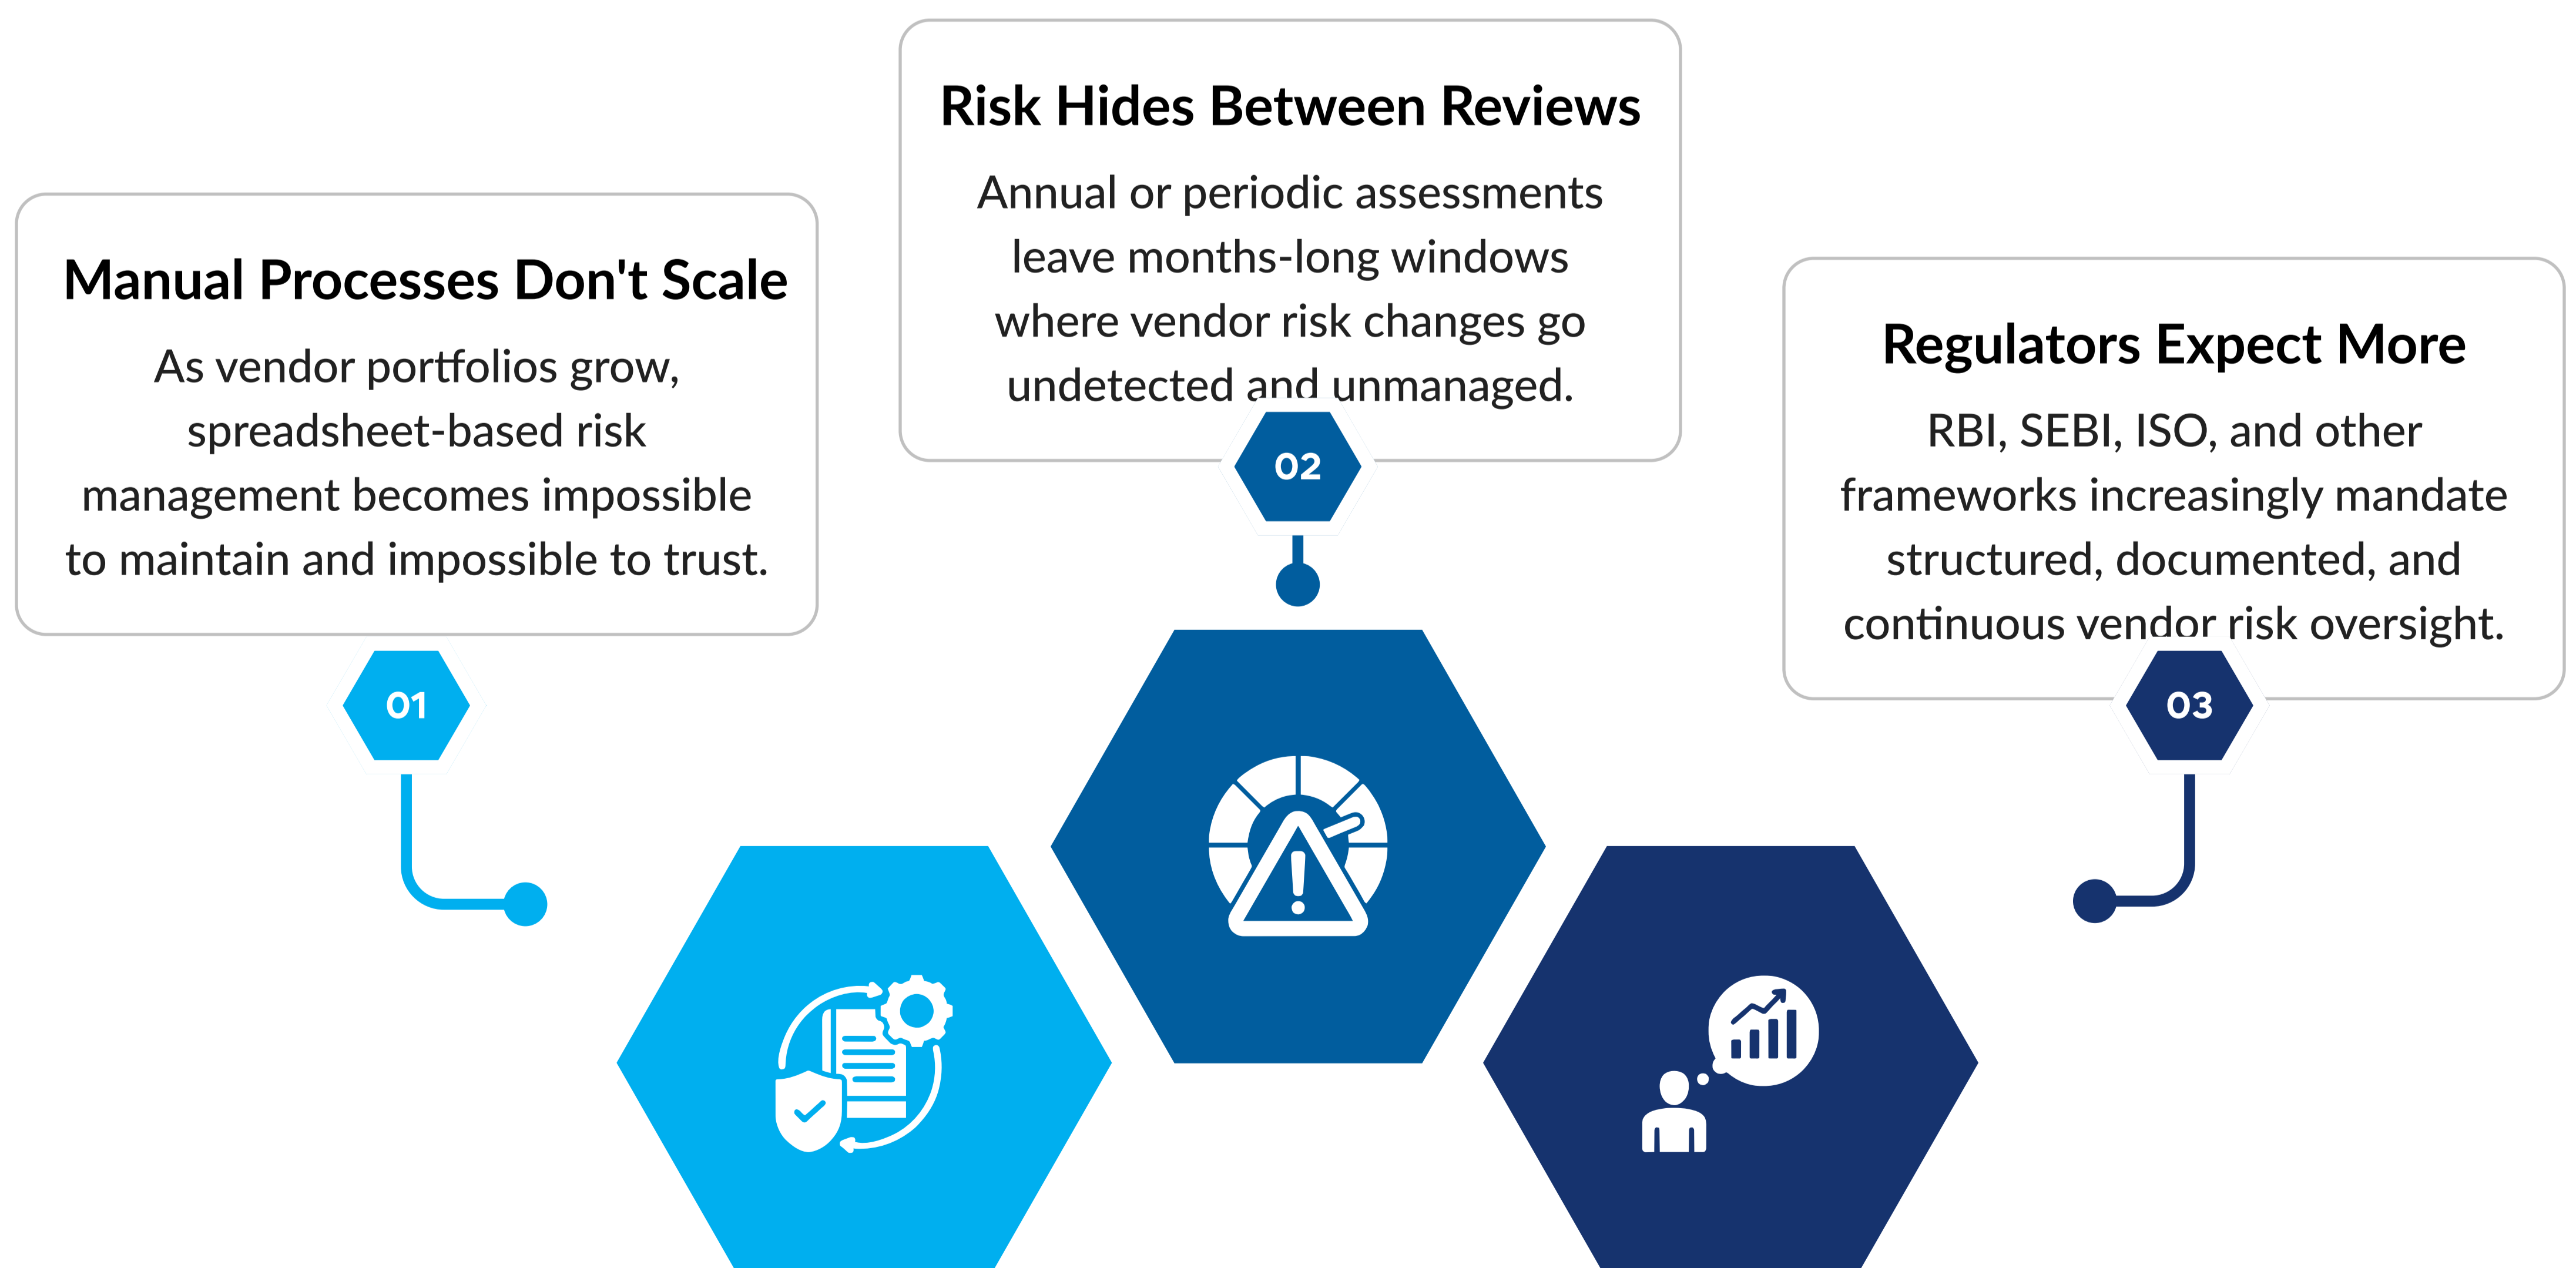 Manual Processes Don't Scale
As vendor portfolios grow,
spreadsheet-based risk
management becomes impossible
to maintain and impossible to trust.
01
Risk Hides Between Reviews
Annual or periodic assessments
leave months-long windows
where vendor risk changes go
undetected and unmanaged.
02
Regulators Expect More
RBI, SEBI, ISO, and other
frameworks increasingly mandate
structured, documented, and
continuous vendor risk oversight.
03